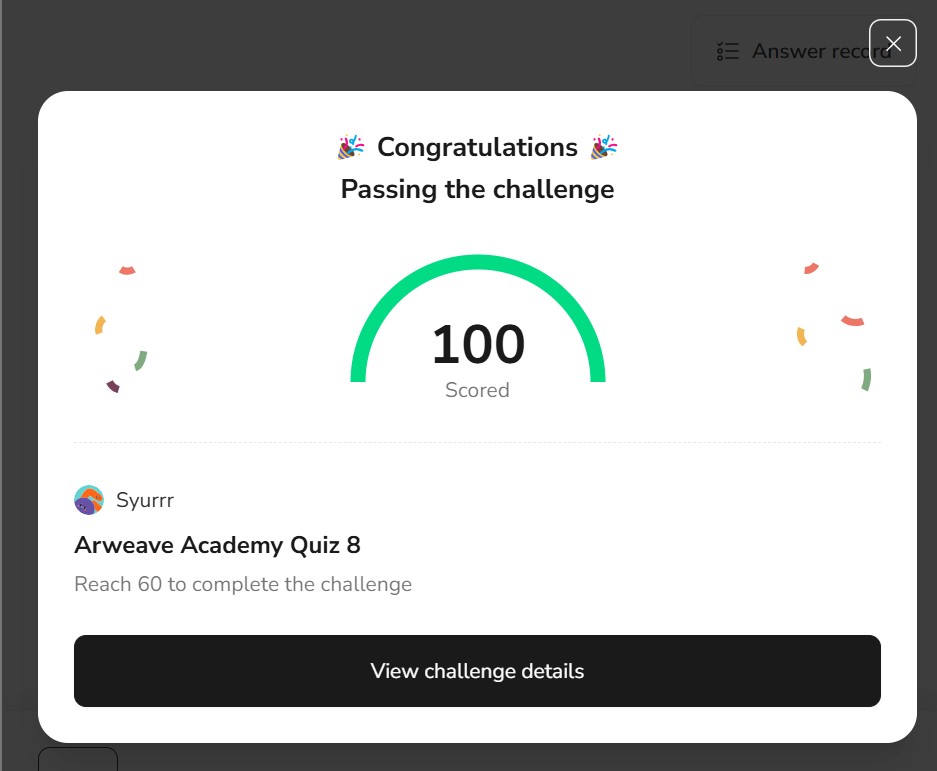 Answer record
Congratulations
Passing the challenge
100
Scored
Syurrr
Arweave Academy Quiz 8
Reach 60 to complete the challenge
View challenge details